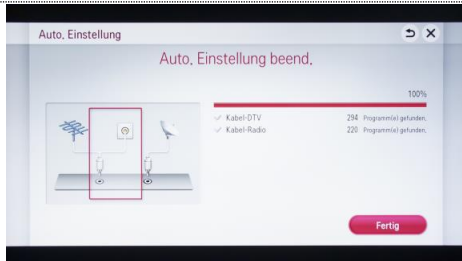 Auto. Einstellung
Auto. Einstellung beend.
100%
Kabel-DTV 294 Programm(e) gefunden.
Kabel-Radio 220 Programm(e) gefunden.
Fertig